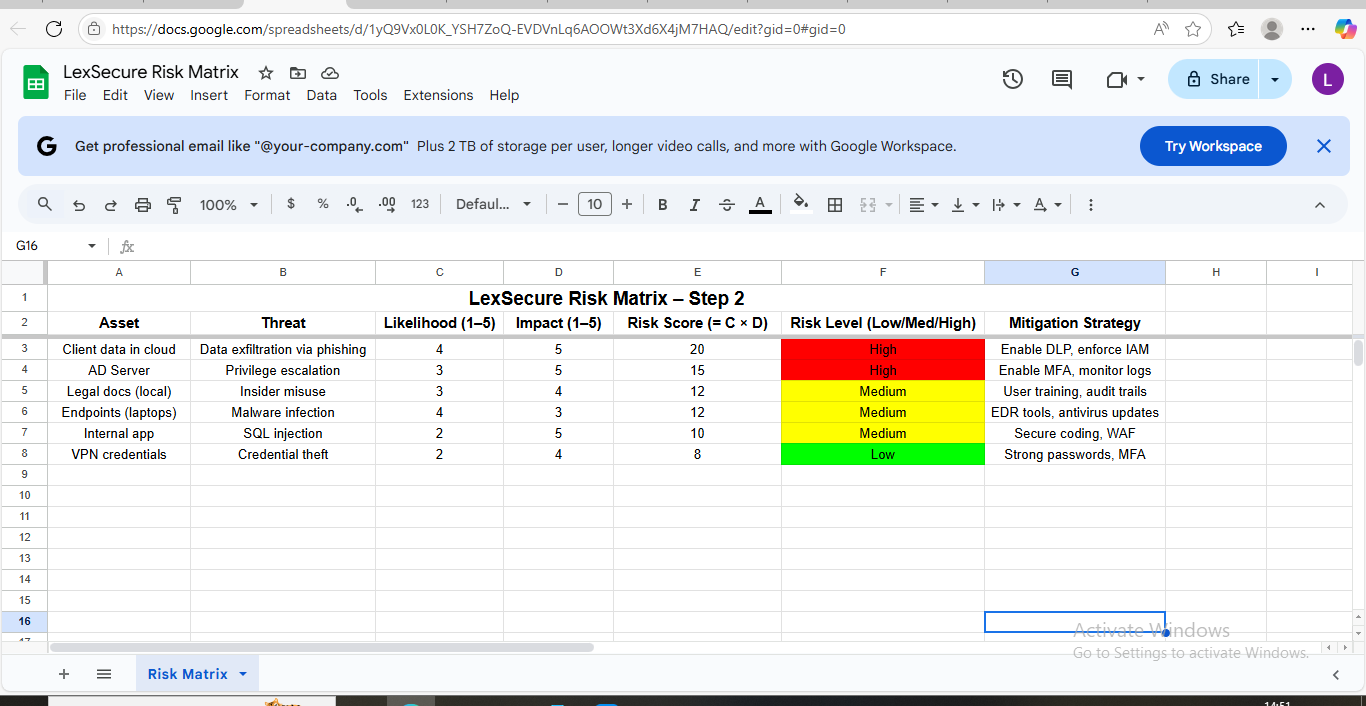 https://docs.google.com/spreadsheets/d/1yQ9Vx0L0K_YSH7ZoQ-EVDVnLq6AOOWt3Xd6X4jM7HAQ/edit?gid=0#gid=0
LexSecure Risk Matrix
File Edit View Insert Format Data Tools Extensions Help
Share
L
Get professional email like "@your-company.com" Plus 2 TB of storage per user, longer video calls, and more with Google Workspace.
Try Workspace
100% $ % .0 .00 123 Defaul... 10 B I A
G16 fx
A B C D E F G H I
1 LexSecure Risk Matrix – Step 2
2 Asset Threat Likelihood (1–5) Impact (1–5) Risk Score (= C × D) Risk Level (Low/Med/High) Mitigation Strategy
3 Client data in cloud Data exfiltration via phishing 4 5 20 High Enable DLP, enforce IAM
4 AD Server Privilege escalation 3 5 15 High Enable MFA, monitor logs
5 Legal docs (local) Insider misuse 3 4 12 Medium User training, audit trails
6 Endpoints (laptops) Malware infection 4 3 12 Medium EDR tools, antivirus updates
7 Internal app SQL injection 2 5 10 Medium Secure coding, WAF
8 VPN credentials Credential theft 2 4 8 Low Strong passwords, MFA
9
10
11
12
13
14
15
16
17
Activate Windows
Go to Settings to activate Windows.
Risk Matrix
14:51